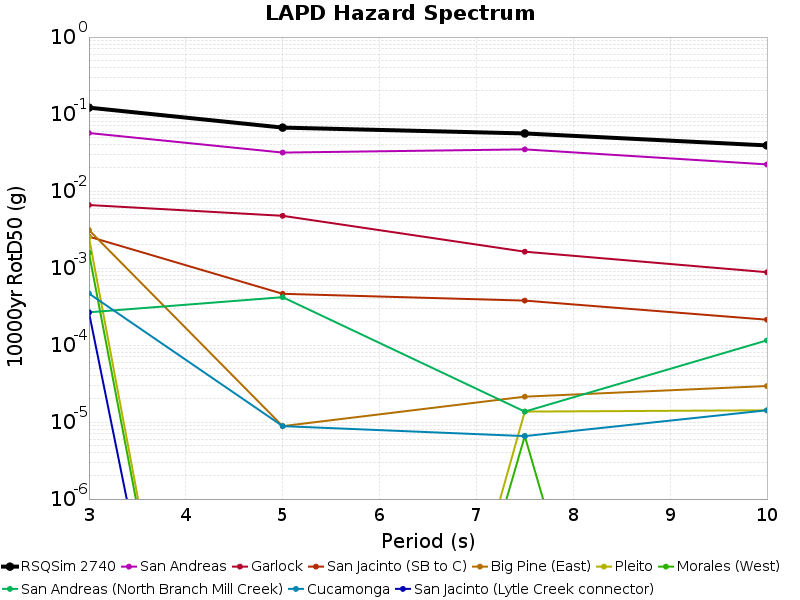 LAPD Hazard Spectrum
10^0
10^-1
10^-2
10^-3
10^-4
10^-5
10^-6
10000yr RotD50 (g)
3 4 5 6 7 8 9 10
Period (s)
RSQSim 2740 San Andreas Garlock San Jacinto (SB to C) Big Pine (East) Pleito Morales (West)
San Andreas (North Branch Mill Creek) Cucamonga San Jacinto (Lytle Creek connector)